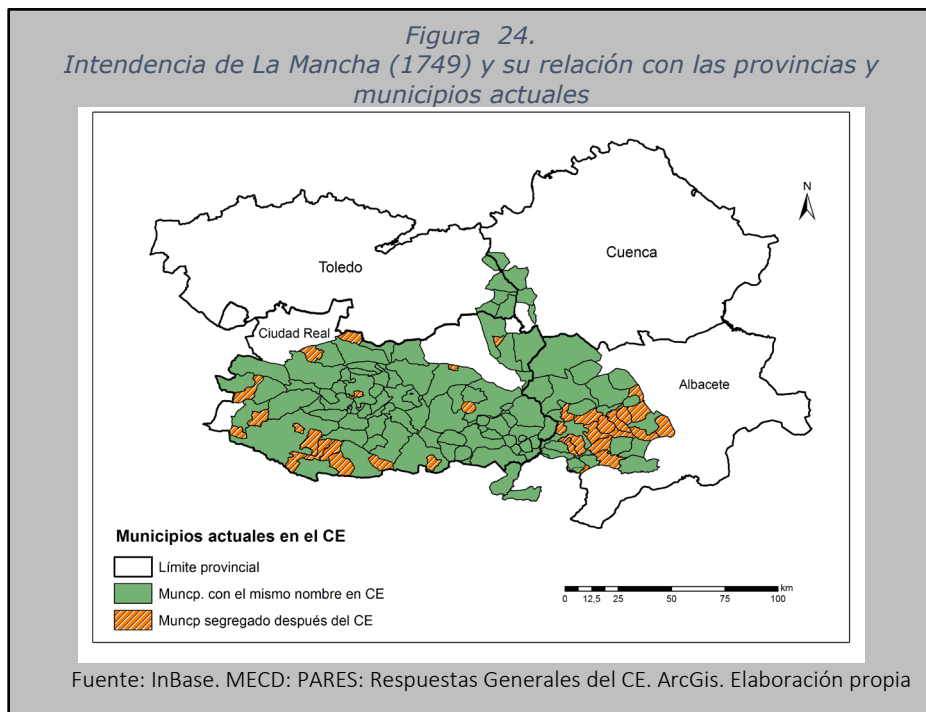 Figura 24.
Intendencia de La Mancha (1749) y su relación con las provincias y
municipios actuales
N
Cuenca
Toledo
Ciudad Real
Albacete
Municipios actuales en el CE
Límite provincial
Muncp. con el mismo nombre en CE
Muncp segregado después del CE
km
0 12,5 25 50 75 100
Fuente: InBase. MECD: PARES: Respuestas Generales del CE. ArcGis. Elaboración propia